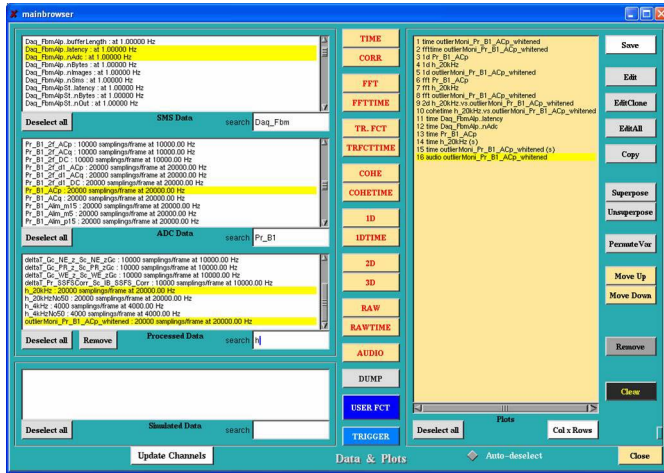 mainbrowser
Daq_FbmAlp..bufferLength : at 1.00000 Hz
Daq_FbmAlp..latency : at 1.00000 Hz
Daq_FbmAlp..nAdc : at 1.00000 Hz
Daq_FbmAlp..nBytes : at 1.00000 Hz
Daq_FbmAlp..nImages : at 1.00000 Hz
Daq_FbmAlp..nSms : at 1.00000 Hz
Daq_FbmAlpSt..latency : at 1.00000 Hz
Daq_FbmAlpSt..nBytes : at 1.00000 Hz
Daq_FbmAlpSt..nOut : at 1.00000 Hz
Deselect all
SMS Data
search
Daq_Fbm
Pr_B1_2f_ACp : 10000 samplings/frame at 10000.00 Hz
Pr_B1_2f_ACq : 10000 samplings/frame at 10000.00 Hz
Pr_B1_2f_DC : 10000 samplings/frame at 10000.00 Hz
Pr_B1_2f_d1_ACp : 20000 samplings/frame at 20000.00 Hz
Pr_B1_2f_d1_ACq : 20000 samplings/frame at 20000.00 Hz
Pr_B1_2f_d1_DC : 20000 samplings/frame at 20000.00 Hz
Pr_B1_ACp : 20000 samplings/frame at 20000.00 Hz
Pr_B1_ACq : 20000 samplings/frame at 20000.00 Hz
Pr_B1_Alim_m15 : 20000 samplings/frame at 20000.00 Hz
Pr_B1_Alim_m5 : 20000 samplings/frame at 20000.00 Hz
Pr_B1_Alim_p15 : 20000 samplings/frame at 20000.00 Hz
Deselect all
ADC Data
search
Pr_B1
deltaT_Gc_NE_z_Sc_NE_zGc : 10000 samplings/frame at 10000.00 Hz
deltaT_Gc_PR_z_Sc_PR_zGc : 10000 samplings/frame at 10000.00 Hz
deltaT_Gc_WE_z_Sc_WE_zGc : 10000 samplings/frame at 10000.00 Hz
deltaT_Pr_SSFSCorr_Sc_IB_SSFS_Corr : 10000 samplings/frame at 10000.00 Hz
h_20kHz : 20000 samplings/frame at 20000.00 Hz
h_20kHzNo50 : 20000 samplings/frame at 20000.00 Hz
h_4kHz : 4000 samplings/frame at 4000.00 Hz
h_4kHzNo50 : 4000 samplings/frame at 4000.00 Hz
outlierMoni_Pr_B1_ACp_whitened : 20000 samplings/frame at 20000.00 Hz
Deselect all
Remove
Processed Data
search
h
Deselect all
Simulated Data
search
Update Channels
TIME
CORR
FFT
FFTTIME
TR. FCT
TRFCTTIME
COHE
COHETIME
1D
1DTIME
2D
3D
RAW
RAWTIME
AUDIO
DUMP
USER FCT
TRIGGER
Data & Plots
1 time outlierMoni_Pr_B1_ACp_whitened
2 ffttime outlierMoni_Pr_B1_ACp_whitened
3 1d Pr_B1_ACp
4 1d h_20kHz
5 1d outlierMoni_Pr_B1_ACp_whitened
6 fft Pr_B1_ACp
7 fft h_20kHz
8 fft outlierMoni_Pr_B1_ACp_whitened
9 2d h_20kHz.vs.outlierMoni_Pr_B1_ACp_whitened
10 cohetime h_20kHz.vs.outlierMoni_Pr_B1_ACp_whitened
11 time Daq_FbmAlp..latency
12 time Daq_FbmAlp..nAdc
13 time Pr_B1_ACp
14 time h_20kHz (s)
15 time outlierMoni_Pr_B1_ACp_whitened (s)
16 audio outlierMoni_Pr_B1_ACp_whitened
Plots
Deselect all
Col x Rows
Auto-deselect
Save
Edit
EditClone
EditAll
Copy
Superpose
Unsuperpose
PermuteVar
Move Up
Move Down
Remove
Clear
Close